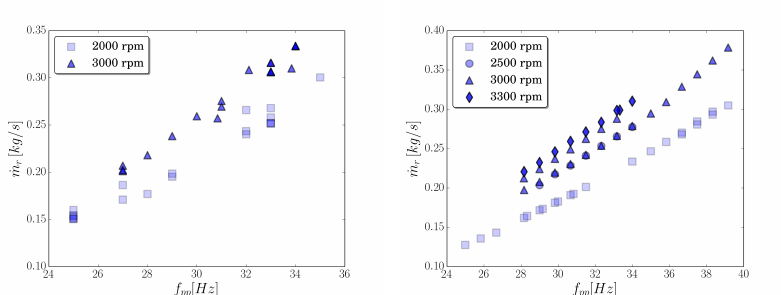 0.35
0.30
0.25
0.20
0.15
0.10
ṁr [kg/s]
2000 rpm
3000 rpm
24 26 28 30 32 34 36
fpp[Hz]
0.40
0.35
0.30
0.25
0.20
0.15
0.10
ṁr [kg/s]
2000 rpm
2500 rpm
3000 rpm
3300 rpm
24 26 28 30 32 34 36 38 40
fpp[Hz]